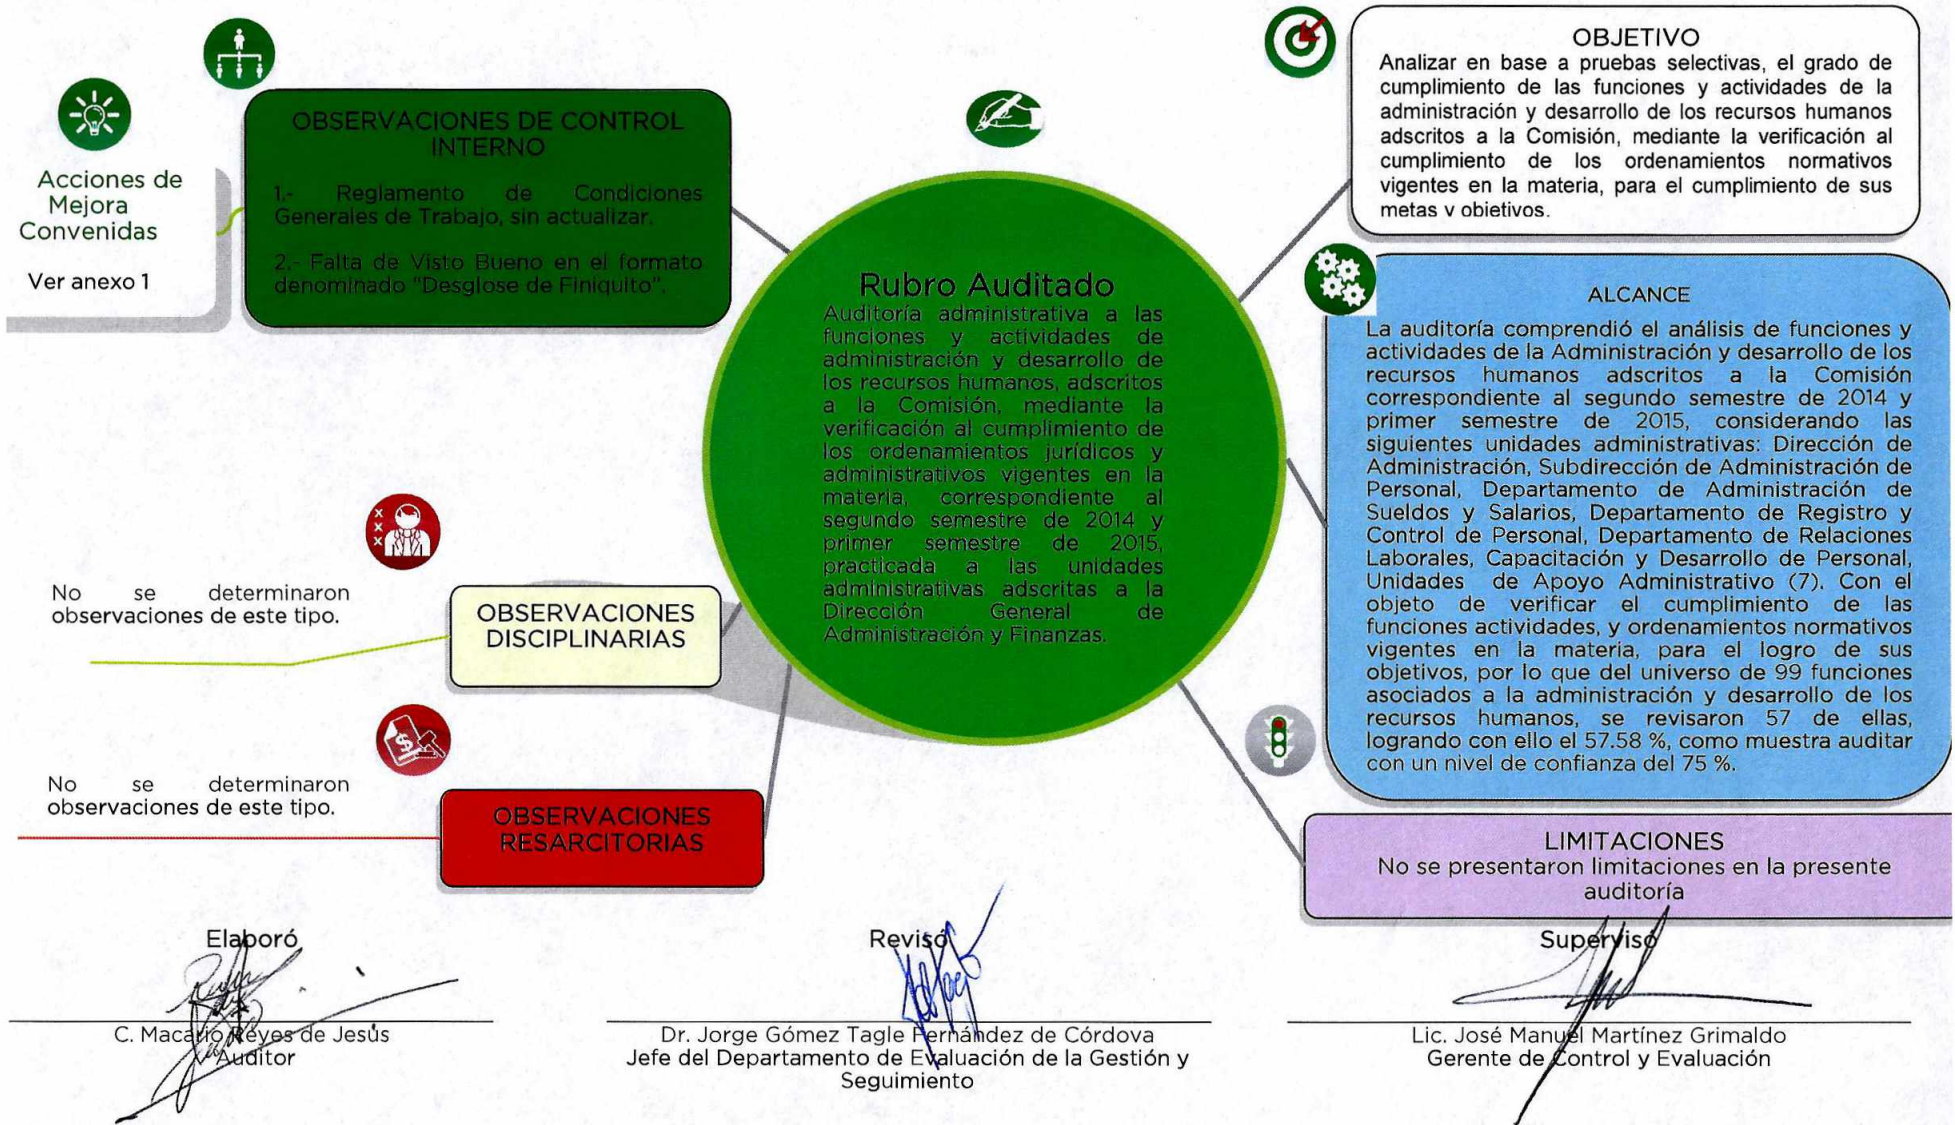 Acciones de
Mejora
Convenidas
Ver anexo 1
OBSERVACIONES DE CONTROL
INTERNO
1.- Reglamento de Condiciones
Generales de Trabajo, sin actualizar.
2.- Falta de Visto Bueno en el formato
denominado "Desglose de Finiquito".
Rubro Auditado
Auditoría administrativa a las
funciones y actividades de
administración y desarrollo de
los recursos humanos, adscritos
a la Comisión, mediante la
verificación al cumplimiento de
los ordenamientos jurídicos y
administrativos vigentes en la
materia, correspondiente al
segundo semestre de 2014 y
primer semestre de 2015,
practicada a las unidades
administrativas adscritas a la
Dirección General de
Administración y Finanzas.
OBJETIVO
Analizar en base a pruebas selectivas, el grado de
cumplimiento de las funciones y actividades de la
administración y desarrollo de los recursos humanos
adscritos a la Comisión, mediante la verificación al
cumplimiento de los ordenamientos normativos
vigentes en la materia, para el cumplimiento de sus
metas y objetivos.
ALCANCE
La auditoría comprendió el análisis de funciones y
actividades de la Administración y desarrollo de los
recursos humanos adscritos a la Comisión
correspondiente al segundo semestre de 2014 y
primer semestre de 2015, considerando las
siguientes unidades administrativas: Dirección de
Administración, Subdirección de Administración de
Personal, Departamento de Administración de
Sueldos y Salarios, Departamento de Registro y
Control de Personal, Departamento de Relaciones
Laborales, Capacitación y Desarrollo de Personal,
Unidades de Apoyo Administrativo (7). Con el
objeto de verificar el cumplimiento de las
funciones actividades, y ordenamientos normativos
vigentes en la materia, para el logro de sus
objetivos, por lo que del universo de 99 funciones
asociados a la administración y desarrollo de los
recursos humanos, se revisaron 57 de ellas,
logrando con ello el 57.58 %, como muestra auditar
con un nivel de confianza del 75 %.
No se determinaron
observaciones de este tipo.
OBSERVACIONES
DISCIPLINARIAS
No se determinaron
observaciones de este tipo.
OBSERVACIONES
RESARCITORIAS
LIMITACIONES
No se presentaron limitaciones en la presente
auditoría
Elaboró
C. Macario Reyes de Jesús
Auditor
Revisó
Dr. Jorge Gómez Tagle Fernández de Córdova
Jefe del Departamento de Evaluación de la Gestión y
Seguimiento
Supervisó
Lic. José Manuel Martínez Grimaldo
Gerente de Control y Evaluación